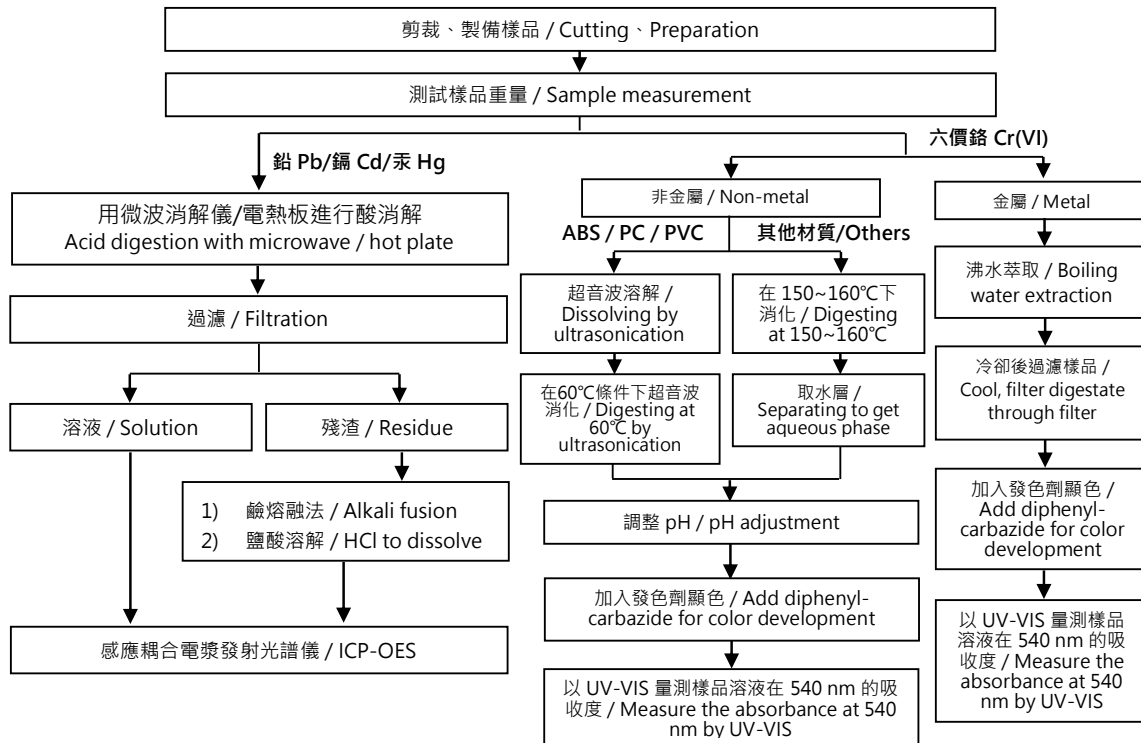 剪裁、製備樣品 / Cutting、Preparation
測試樣品重量 / Sample measurement
鉛 Pb/鎘 Cd/汞 Hg
用微波消解儀/電熱板進行酸消解
Acid digestion with microwave / hot plate
過濾 / Filtration
溶液 / Solution
殘渣 / Residue
1) 鹼熔融法 / Alkali fusion
2) 鹽酸溶解 / HCl to dissolve
感應耦合電漿發射光譜儀 / ICP-OES
六價鉻 Cr(VI)
非金屬 / Non-metal
ABS / PC / PVC
其他材質/Others
超音波溶解 /
Dissolving by
ultrasonication
在60℃條件下超音波
消化 / Digesting at
60℃ by
ultrasonication
在 150~160℃下
消化 / Digesting
at 150~160℃
取水層 /
Separating to get
aqueous phase
調整 pH / pH adjustment
加入發色劑顯色 / Add diphenyl-
carbazide for color development
以 UV-VIS 量測樣品溶液在 540 nm 的吸
收度 / Measure the absorbance at 540
nm by UV-VIS
金屬 / Metal
沸水萃取 / Boiling
water extraction
冷卻後過濾樣品 /
Cool, filter digestate
through filter
加入發色劑顯色 /
Add diphenyl-
carbazide for color
development
以 UV-VIS 量測樣品
溶液在 540 nm 的吸
收度 / Measure the
absorbance at 540
nm by UV-VIS